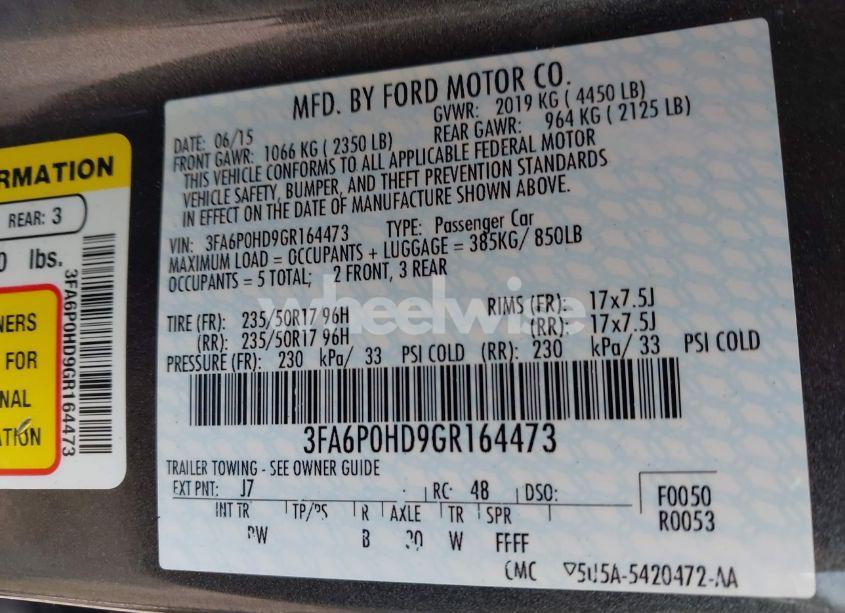 MFD. BY FORD MOTOR CO.
DATE: 06/15 GVWR: 2019 KG ( 4450 LB)
FRONT GAWR: 1066 KG ( 2350 LB) REAR GAWR: 964 KG ( 2125 LB)
THIS VEHICLE CONFORMS TO ALL APPLICABLE FEDERAL MOTOR
VEHICLE SAFETY, BUMPER, AND THEFT PREVENTION STANDARDS
IN EFFECT ON THE DATE OF MANUFACTURE SHOWN ABOVE.
VIN: 3FA6P0HD9GR164473 TYPE: Passenger Car
MAXIMUM LOAD = OCCUPANTS + LUGGAGE = 385KG/ 850LB
OCCUPANTS = 5 TOTAL; 2 FRONT, 3 REAR
wheelwise
TIRE (FR): 235/50R17 96H RIMS (FR): 17x7.5J
(RR): 235/50R17 96H (RR): 17x7.5J
PRESSURE (FR): 230 kPa/ 33 PSI COLD (RR): 230 kPa/ 33 PSI COLD
3FA6P0HD9GR164473
TRAILER TOWING - SEE OWNER GUIDE
EXT PNT: J7 RC: 48 DSO: F0050
INT TR TP/PS R AXLE TR SPR R0053
B W FFFF
CMC
RMATION
REAR: 3
0 lbs.
NERS
FOR
NAL
ATION
3FA6P0HD9GR164473